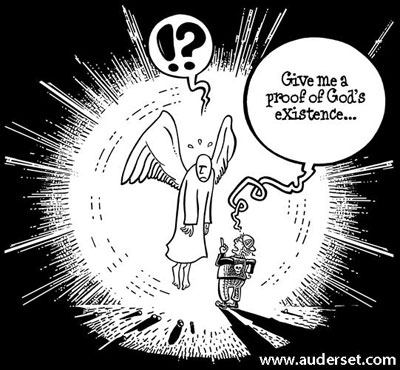 !?
Give me a
proof of God's
existence...
www.auderset.com